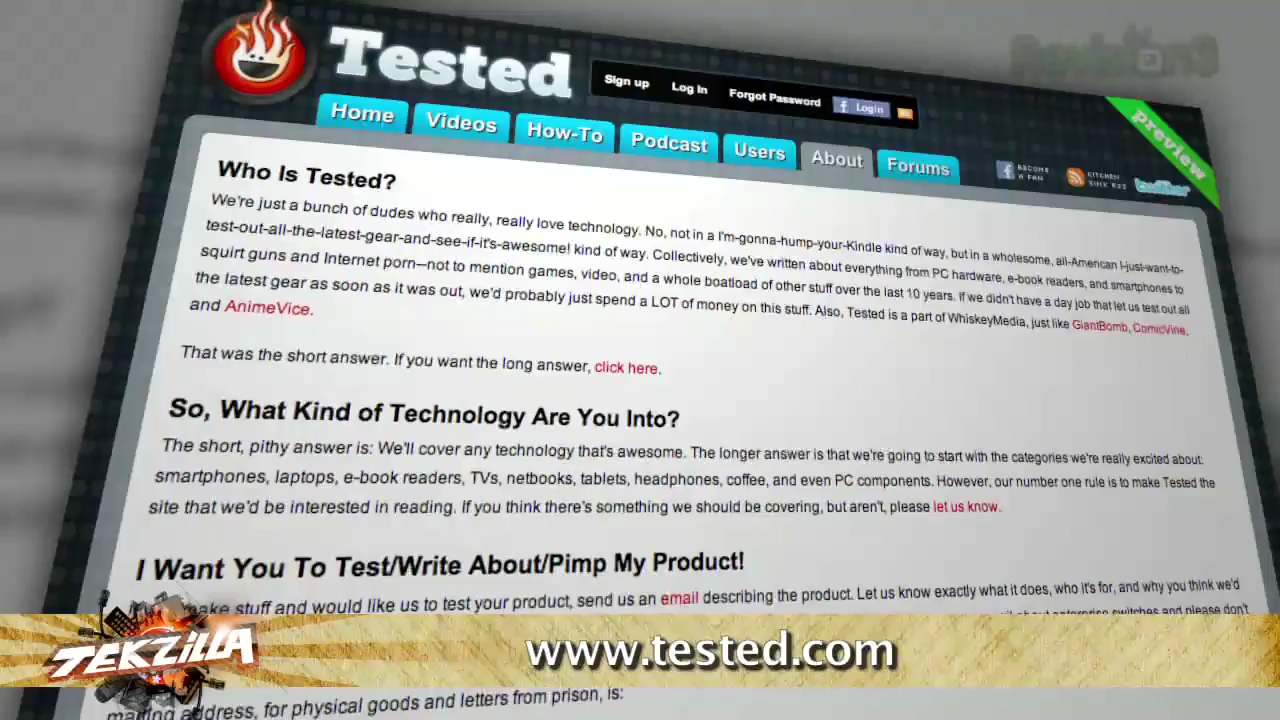 Revision3
Tested
Sign up Log In Forgot Password f Login
preview
Home Videos How-To Podcast Users About Forums
f BECOME A FAN KITCHEN SINK RSS twitter
Who Is Tested?
We're just a bunch of dudes who really, really love technology. No, not in a I'm-gonna-hump-your-Kindle kind of way, but in a wholesome, all-American I-just-want-to-
test-out-all-the-latest-gear-and-see-if-it's-awesome! kind of way. Collectively, we've written about everything from PC hardware, e-book readers, and smartphones to
squirt guns and Internet porn—not to mention games, video, and a whole boatload of other stuff over the last 10 years. If we didn't have a day job that let us test out all
the latest gear as soon as it was out, we'd probably just spend a LOT of money on this stuff. Also, Tested is a part of WhiskeyMedia, just like GiantBomb, ComicVine,
and AnimeVice.
That was the short answer. If you want the long answer, click here.
So, What Kind of Technology Are You Into?
The short, pithy answer is: We'll cover any technology that's awesome. The longer answer is that we're going to start with the categories we're really excited about:
smartphones, laptops, e-book readers, TVs, netbooks, tablets, headphones, coffee, and even PC components. However, our number one rule is to make Tested the
site that we'd be interested in reading. If you think there's something we should be covering, but aren't, please let us know.
I Want You To Test/Write About/Pimp My Product!
make stuff and would like us to test your product, send us an email describing the product. Let us know exactly what it does, who it's for, and why you think we'd
about enterprise switches and please don't
TEKZILLA
www.tested.com
mailing address, for physical goods and letters from prison, is: